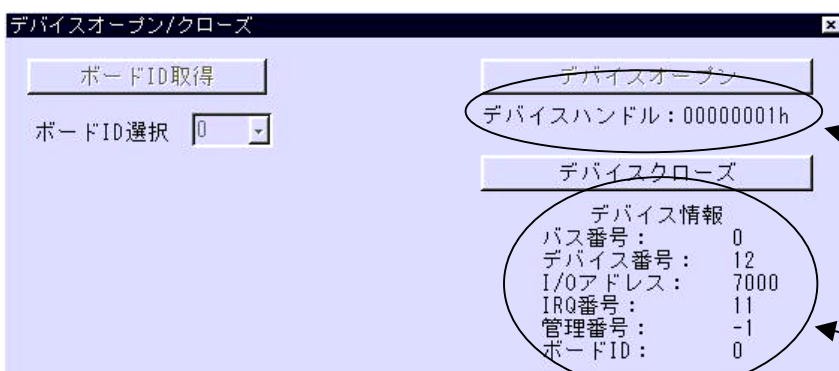 デバイスオープン/クローズ
ボードID取得
ボードID選択 0
デバイスオープン
デバイスハンドル：00000001h
デバイスクローズ
デバイス情報
バス番号： 0
デバイス番号： 12
I/Oアドレス： 7000
IRQ番号： 11
管理番号： -1
ボードID： 0